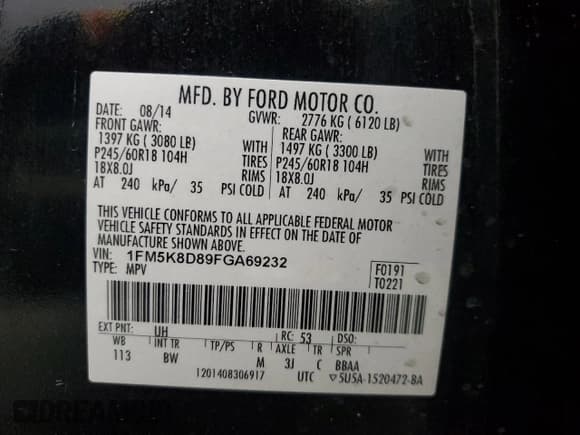 MFD. BY FORD MOTOR CO.
DATE: 08/14 GVWR: 2776 KG ( 6120 LB)
FRONT GAWR: REAR GAWR:
1397 KG ( 3080 LB) 1497 KG ( 3300 LB)
P245/60R18 104H TIRES P245/60R18 104H TIRES
18X8.0J RIMS 18X8.0J RIMS
AT 240 kPa/ 35 PSI COLD AT 240 kPa/ 35 PSI COLD
THIS VEHICLE CONFORMS TO ALL APPLICABLE FEDERAL MOTOR
VEHICLE SAFETY STANDARDS IN EFFECT ON THE DATE OF
MANUFACTURE SHOWN ABOVE.
VIN: 1FM5K8D89FGA69232
TYPE: MPV
F0191
T0221
EXT PNT: UH RC: 53 DSO:
WB INT TR TP/PS R AXLE TR SPR
113 BW M 3J C BBAA
1201408306917 UTC ▽5U5A-1520472-BA
DREAMBID